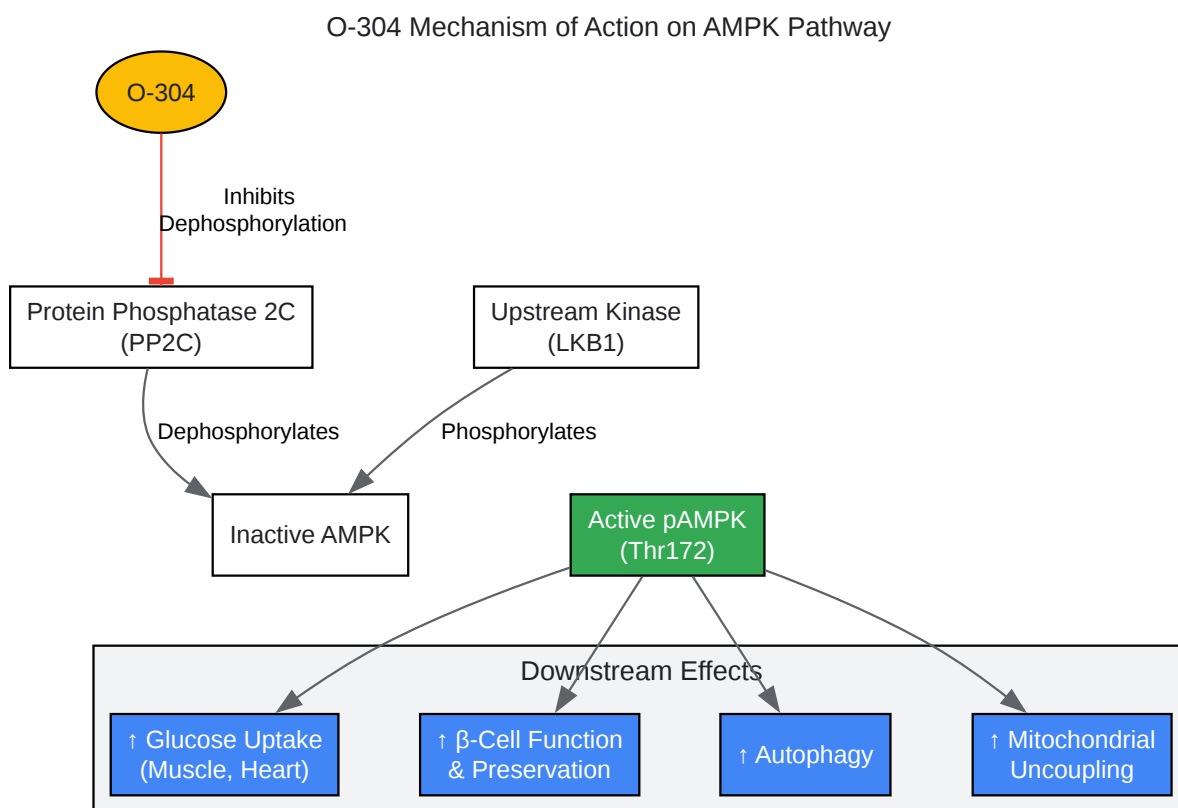 O-304 Mechanism of Action on AMPK Pathway
O-304
Inhibits
Dephosphorylation
Protein Phosphatase 2C
(PP2C)
Upstream Kinase
(LKB1)
Dephosphorylates
Phosphorylates
Inactive AMPK
Active pAMPK
(Thr172)
Downstream Effects
↑ Glucose Uptake
(Muscle, Heart)
↑ β-Cell Function
& Preservation
↑ Autophagy
↑ Mitochondrial
Uncoupling